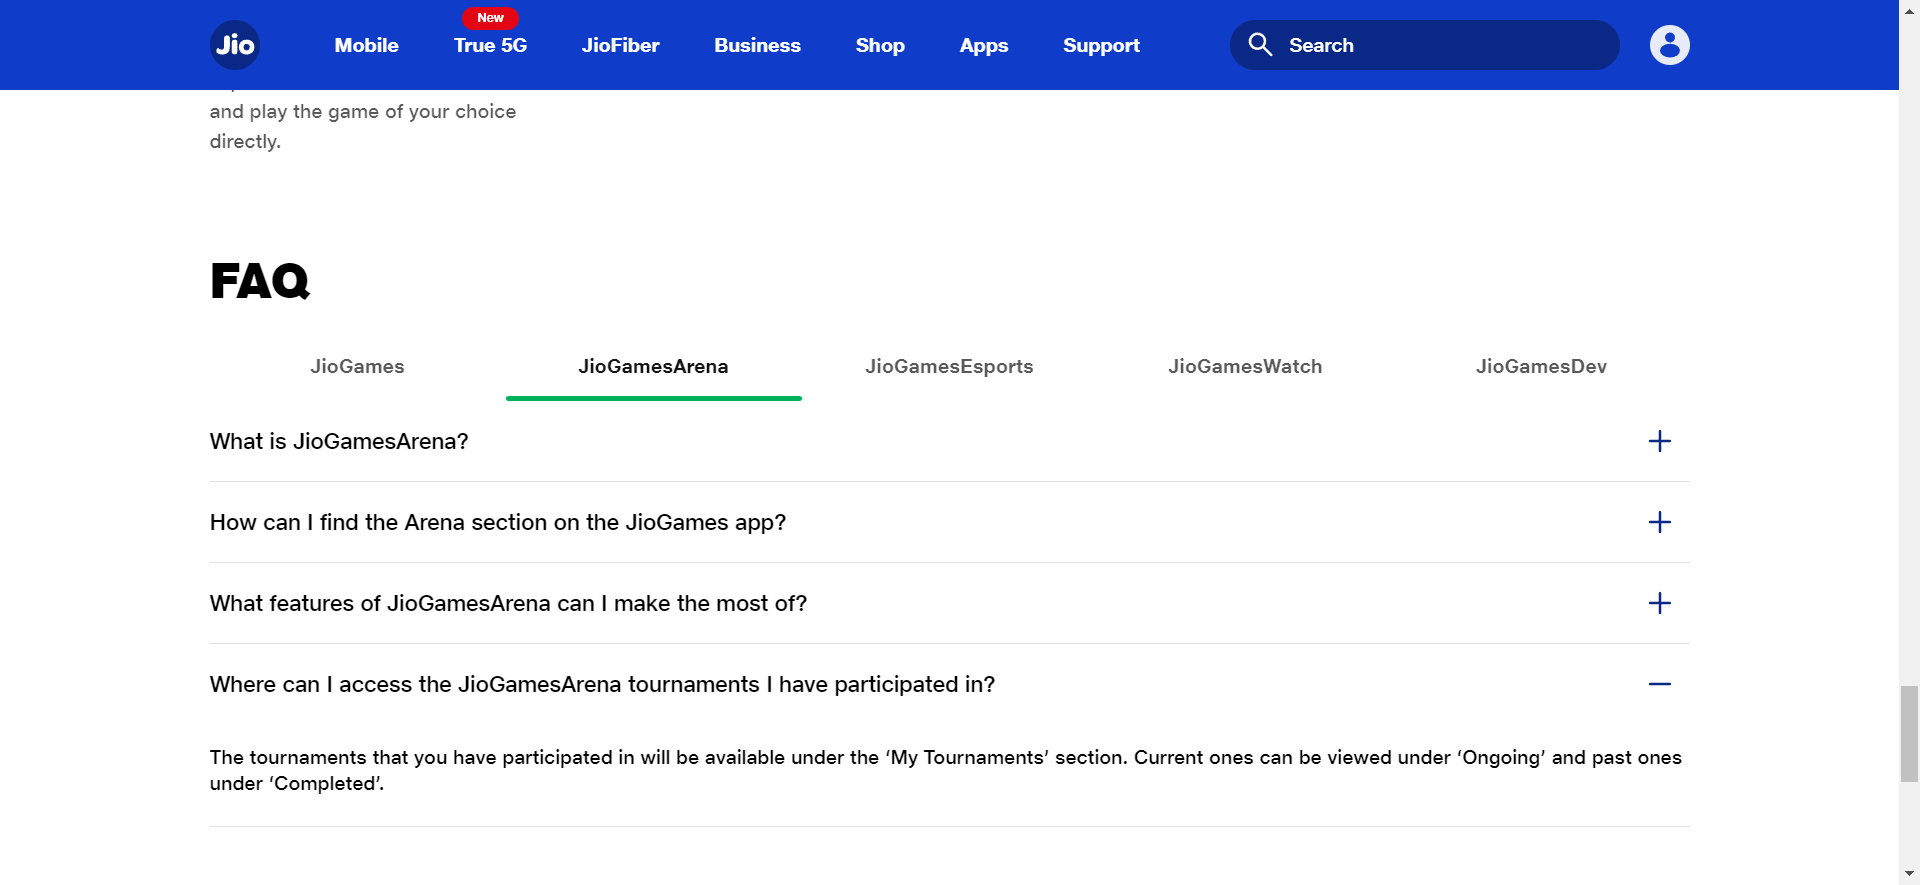 New
Jio
Mobile
True 5G
JioFiber
Business
Shop
Apps
Support
Search
and play the game of your choice
directly.
FAQ
JioGames
JioGamesArena
JioGamesEsports
JioGamesWatch
JioGamesDev
What is JioGamesArena?
How can I find the Arena section on the JioGames app?
What features of JioGamesArena can I make the most of?
Where can I access the JioGamesArena tournaments I have participated in?
The tournaments that you have participated in will be available under the ‘My Tournaments’ section. Current ones can be viewed under ‘Ongoing’ and past ones
under ‘Completed’.